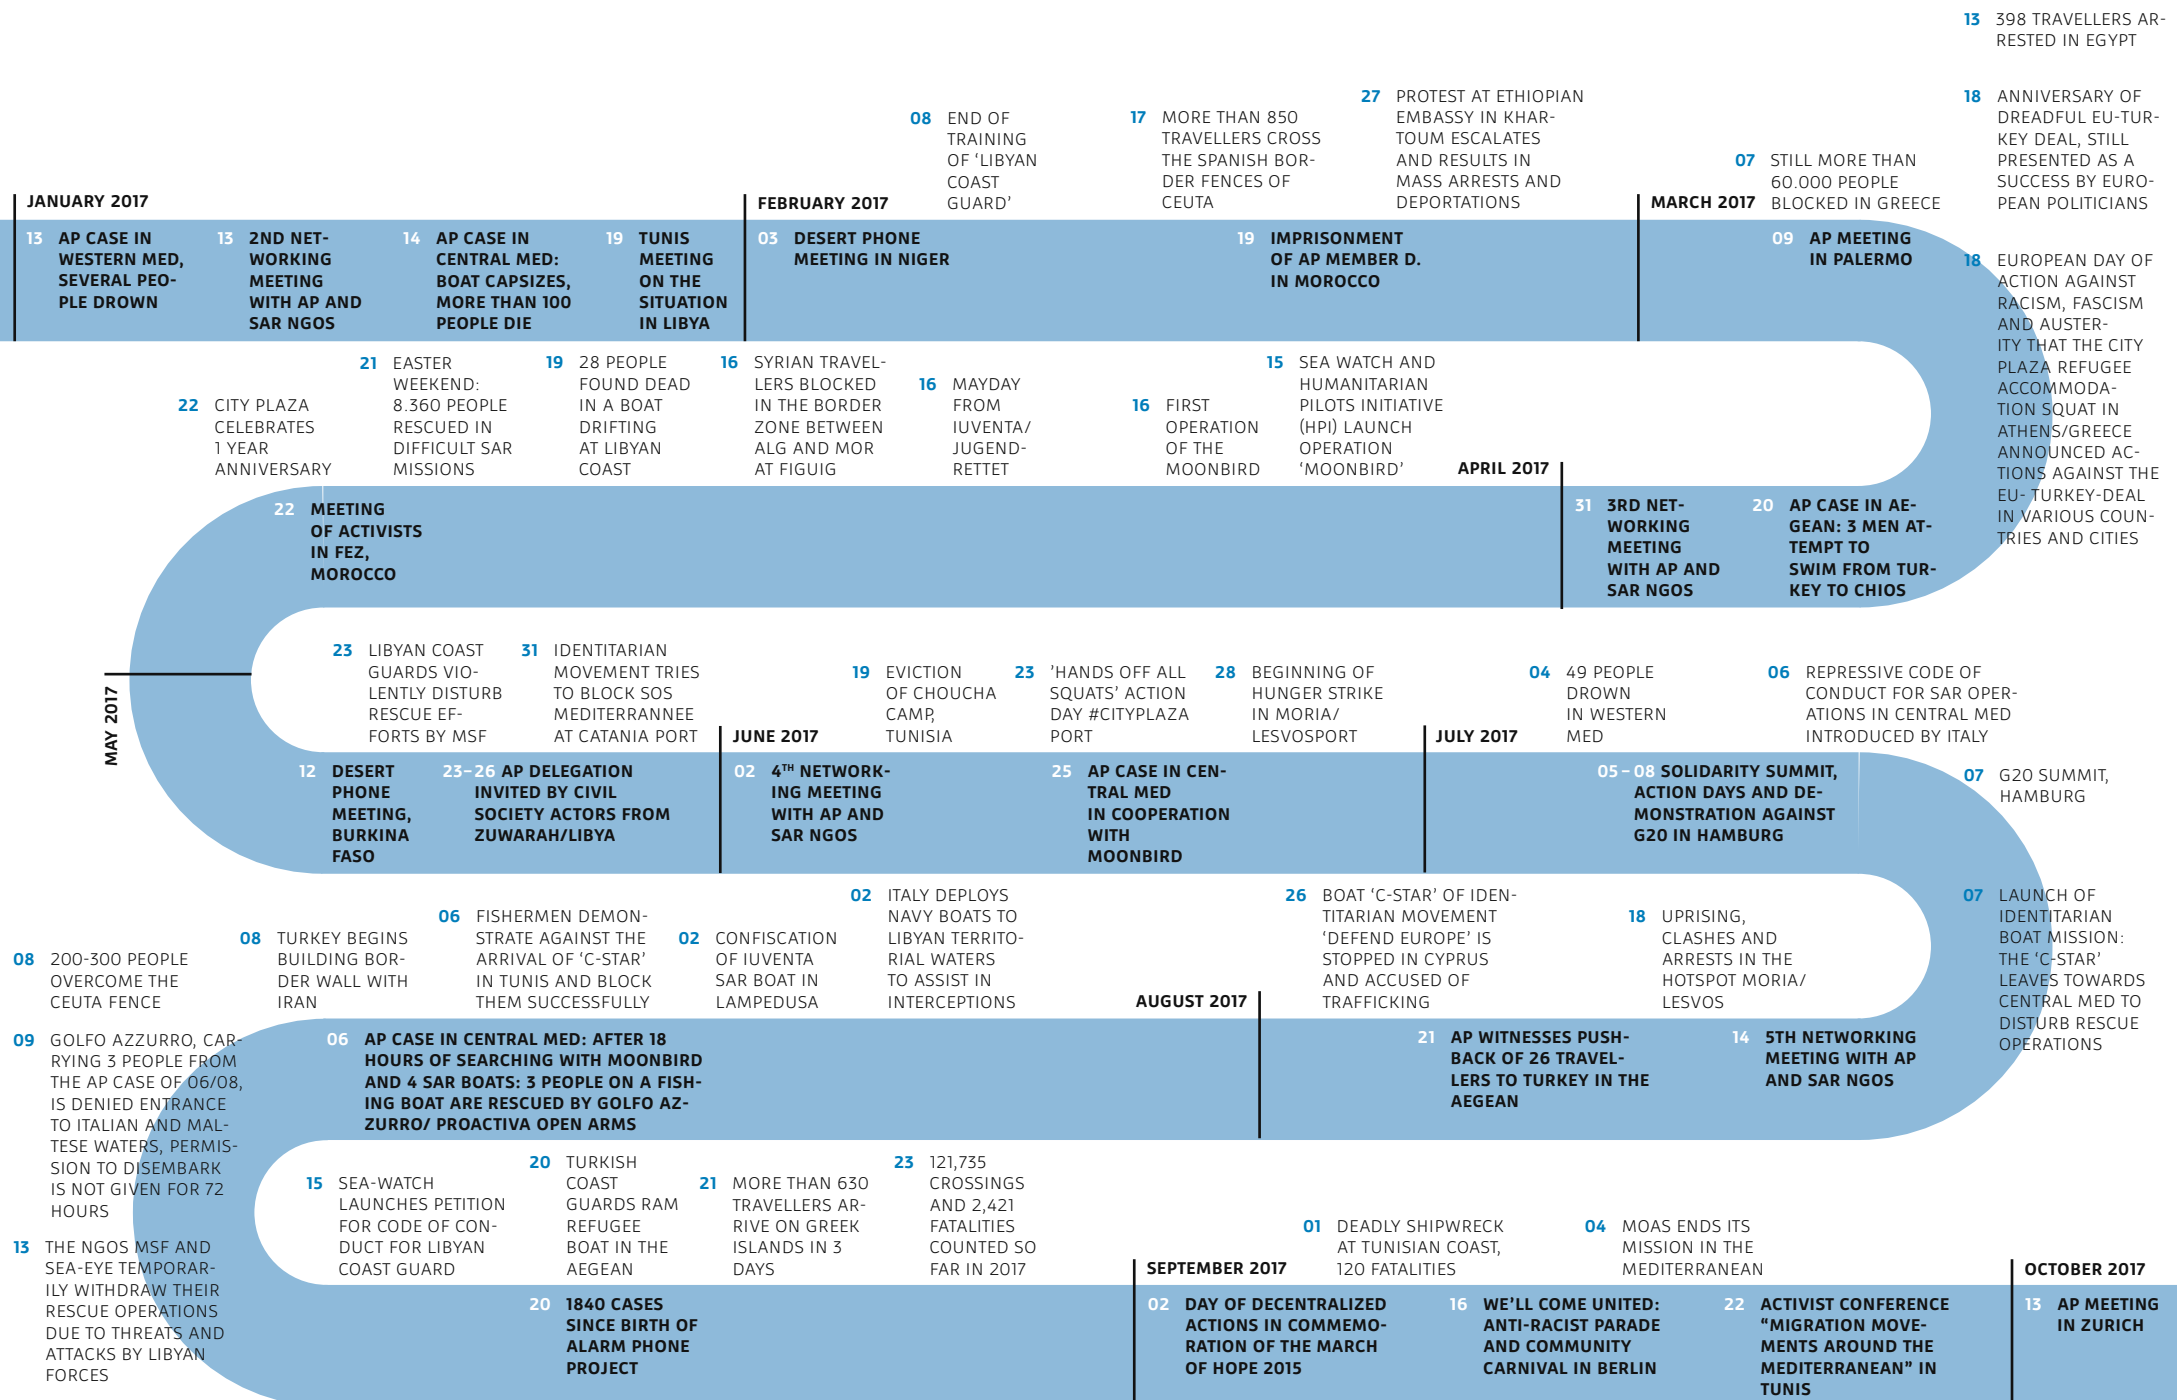 13 398 TRAVELLERS AR-
RESTED IN EGYPT
18 ANNIVERSARY OF
DREADFUL EU-TUR-
KEY DEAL, STILL
PRESENTED AS A
SUCCESS BY EURO-
PEAN POLITICIANS
27 PROTEST AT ETHIOPIAN
EMBASSY IN KHAR-
TOUM ESCALATES
AND RESULTS IN
MASS ARRESTS AND
DEPORTATIONS
08 END OF
TRAINING
OF ‘LIBYAN
COAST
GUARD’
17 MORE THAN 850
TRAVELLERS CROSS
THE SPANISH BOR-
DER FENCES OF
CEUTA
07 STILL MORE THAN
60.000 PEOPLE
BLOCKED IN GREECE
JANUARY 2017
FEBRUARY 2017
MARCH 2017
13 AP CASE IN
WESTERN MED,
SEVERAL PEO-
PLE DROWN
13 2ND NET-
WORKING
MEETING
WITH AP AND
SAR NGOS
14 AP CASE IN
CENTRAL MED:
BOAT CAPSIZES,
MORE THAN 100
PEOPLE DIE
19 TUNIS
MEETING
ON THE
SITUATION
IN LIBYA
03 DESERT PHONE
MEETING IN NIGER
19 IMPRISONMENT
OF AP MEMBER D.
IN MOROCCO
09 AP MEETING
IN PALERMO
18 EUROPEAN DAY OF
ACTION AGAINST
RACISM, FASCISM
AND AUSTER-
ITY THAT THE CITY
PLAZA REFUGEE
ACCOMMODA-
TION SQUAT IN
ATHENS/GREECE
ANNOUNCED AC-
TIONS AGAINST THE
EU- TURKEY-DEAL
IN VARIOUS COUN-
TRIES AND CITIES
22 CITY PLAZA
CELEBRATES
1 YEAR
ANNIVERSARY
21 EASTER
WEEKEND:
8.360 PEOPLE
RESCUED IN
DIFFICULT SAR
MISSIONS
19 28 PEOPLE
FOUND DEAD
IN A BOAT
DRIFTING
AT LIBYAN
COAST
16 SYRIAN TRAVEL-
LERS BLOCKED
IN THE BORDER
ZONE BETWEEN
ALG AND MOR
AT FIGUIG
16 MAYDAY
FROM
IUVENTA/
JUGEND-
RETTET
16 FIRST
OPERATION
OF THE
MOONBIRD
15 SEA WATCH AND
HUMANITARIAN
PILOTS INITIATIVE
(HPI) LAUNCH
OPERATION
‘MOONBIRD’
APRIL 2017
22 MEETING
OF ACTIVISTS
IN FEZ,
MOROCCO
31 3RD NET-
WORKING
MEETING
WITH AP AND
SAR NGOS
20 AP CASE IN AE-
GEAN: 3 MEN AT-
TEMPT TO
SWIM FROM TUR-
KEY TO CHIOS
MAY 2017
23 LIBYAN COAST
GUARDS VIO-
LENTLY DISTURB
RESCUE EF-
FORTS BY MSF
31 IDENTITARIAN
MOVEMENT TRIES
TO BLOCK SOS
MEDITERRANNEE
AT CATANIA PORT
JUNE 2017
19 EVICTION
OF CHOUCHA
CAMP,
TUNISIA
23 ’HANDS OFF ALL
SQUATS’ ACTION
DAY #CITYPLAZA
PORT
28 BEGINNING OF
HUNGER STRIKE
IN MORIA/
LESVOSPORT
JULY 2017
04 49 PEOPLE
DROWN
IN WESTERN
MED
06 REPRESSIVE CODE OF
CONDUCT FOR SAR OPER-
ATIONS IN CENTRAL MED
INTRODUCED BY ITALY
12 DESERT
PHONE
MEETING,
BURKINA
FASO
23–26 AP DELEGATION
INVITED BY CIVIL
SOCIETY ACTORS FROM
ZUWARAH/LIBYA
02 4TH NETWORK-
ING MEETING
WITH AP AND
SAR NGOS
25 AP CASE IN CEN-
TRAL MED
IN COOPERATION
WITH
MOONBIRD
05 – 08 SOLIDARITY SUMMIT,
ACTION DAYS AND DE-
MONSTRATION AGAINST
G20 IN HAMBURG
07 G20 SUMMIT,
HAMBURG
07 LAUNCH OF
IDENTITARIAN
BOAT MISSION:
THE ‘C-STAR’
LEAVES TOWARDS
CENTRAL MED TO
DISTURB RESCUE
OPERATIONS
08 200-300 PEOPLE
OVERCOME THE
CEUTA FENCE
08 TURKEY BEGINS
BUILDING BOR-
DER WALL WITH
IRAN
06 FISHERMEN DEMON-
STRATE AGAINST THE
ARRIVAL OF ‘C-STAR’
IN TUNIS AND BLOCK
THEM SUCCESSFULLY
02 CONFISCATION
OF IUVENTA
SAR BOAT IN
LAMPEDUSA
02 ITALY DEPLOYS
NAVY BOATS TO
LIBYAN TERRITO-
RIAL WATERS
TO ASSIST IN
INTERCEPTIONS
AUGUST 2017
26 BOAT ‘C-STAR’ OF IDEN-
TITARIAN MOVEMENT
‘DEFEND EUROPE’ IS
STOPPED IN CYPRUS
AND ACCUSED OF
TRAFFICKING
18 UPRISING,
CLASHES AND
ARRESTS IN THE
HOTSPOT MORIA/
LESVOS
09 GOLFO AZZURRO, CAR-
RYING 3 PEOPLE FROM
THE AP CASE OF 06/08,
IS DENIED ENTRANCE
TO ITALIAN AND MAL-
TESE WATERS, PERMIS-
SION TO DISEMBARK
IS NOT GIVEN FOR 72
HOURS
06 AP CASE IN CENTRAL MED: AFTER 18
HOURS OF SEARCHING WITH MOONBIRD
AND 4 SAR BOATS: 3 PEOPLE ON A FISH-
ING BOAT ARE RESCUED BY GOLFO AZ-
ZURRO/ PROACTIVA OPEN ARMS
21 AP WITNESSES PUSH-
BACK OF 26 TRAVEL-
LERS TO TURKEY IN THE
AEGEAN
14 5TH NETWORKING
MEETING WITH AP
AND SAR NGOS
13 THE NGOS MSF AND
SEA-EYE TEMPORAR-
ILY WITHDRAW THEIR
RESCUE OPERATIONS
DUE TO THREATS AND
ATTACKS BY LIBYAN
FORCES
15 SEA-WATCH
LAUNCHES PETITION
FOR CODE OF CON-
DUCT FOR LIBYAN
COAST GUARD
20 TURKISH
COAST
GUARDS RAM
REFUGEE
BOAT IN THE
AEGEAN
21 MORE THAN 630
TRAVELLERS AR-
RIVE ON GREEK
ISLANDS IN 3
DAYS
23 121,735
CROSSINGS
AND 2,421
FATALITIES
COUNTED SO
FAR IN 2017
SEPTEMBER 2017
01 DEADLY SHIPWRECK
AT TUNISIAN COAST,
120 FATALITIES
04 MOAS ENDS ITS
MISSION IN THE
MEDITERRANEAN
OCTOBER 2017
20 1840 CASES
SINCE BIRTH OF
ALARM PHONE
PROJECT
02 DAY OF DECENTRALIZED
ACTIONS IN COMMEMO-
RATION OF THE MARCH
OF HOPE 2015
16 WE’LL COME UNITED:
ANTI-RACIST PARADE
AND COMMUNITY
CARNIVAL IN BERLIN
22 ACTIVIST CONFERENCE
“MIGRATION MOVE-
MENTS AROUND THE
MEDITERRANEAN” IN
TUNIS
13 AP MEETING
IN ZURICH